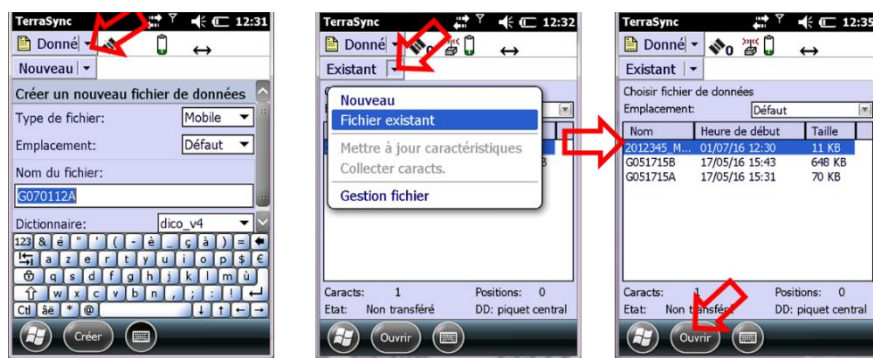 TerraSync 12:31
Donné
Nouveau
Créer un nouveau fichier de données
Type de fichier: Mobile
Emplacement: Défaut
Nom du fichier:
G070112A
Dictionnaire: dico_v4
123 & é " ' ( - è _ ç à ) =
a z e r t y u i o p $ €
q s d f g h j k l m ù
w x c v b n , ; : !
Ctl áë * @
Créer
TerraSync 12:32
Donné 0
Existant
Nouveau
Fichier existant
Mettre à jour caractéristiques
Collecter caracts.
Gestion fichier
Caracts: 1 Positions: 0
Etat: Non transféré DD: piquet central
Ouvrir
TerraSync 12:35
Donné 0
Existant
Choisir fichier de données
Emplacement: Défaut
Nom Heure de début Taille
2012345_M... 01/07/16 12:30 11 KB
G051715B 17/05/16 15:43 648 KB
G051715A 17/05/16 15:31 70 KB
Caracts: 1 Positions: 0
Etat: Non transféré DD: piquet central
Ouvrir